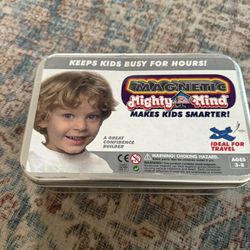 KEEPS KIDS BUSY FOR HOURS!
MAGNETIC
Mighty Mind
MAKES KIDS SMARTER!
A GREAT
CONFIDENCE
BUILDER
IDEAL FOR
TRAVEL
WARNING: CHOKING HAZARD.
AGES
3-8